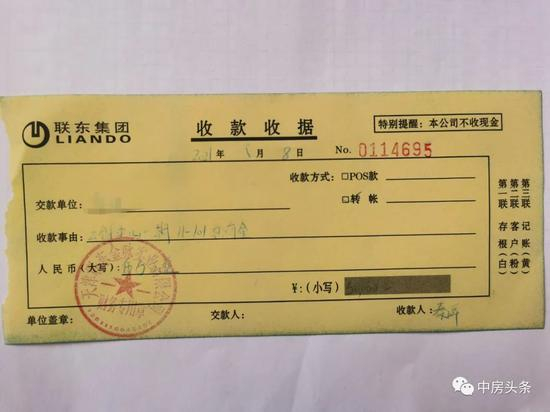 联东集团
LIANDO
收款收据
特别提醒：本公司不收现金
年 月 8 日 No. 0114695
收款方式：□POS款
□转帐
交款单位：
收款事由：
人民币（大写）：
¥：（小写）
单位盖章： 交款人： 收款人：
第一联 存根（白）
第二联 客户（粉）
第三联 记账（黄）
中房头条